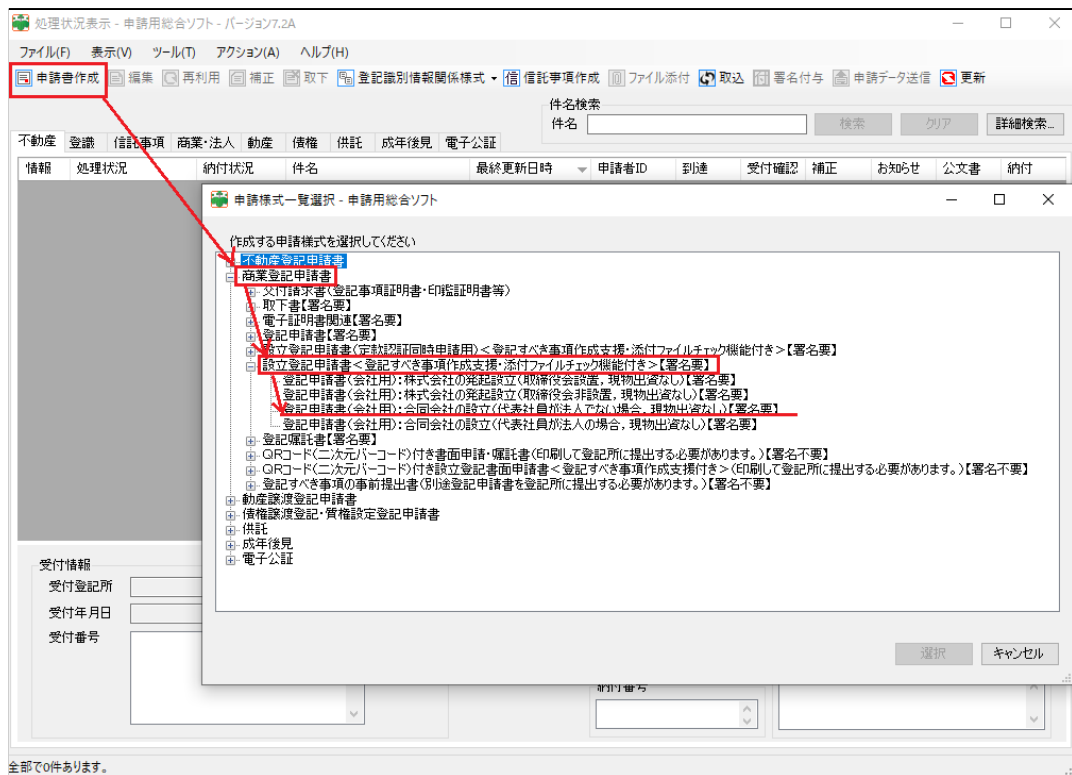 処理状況表示 - 申請用総合ソフト - バージョン7.2A
ファイル(F) 表示(V) ツール(T) アクション(A) ヘルプ(H)
申請書作成 編集 再利用 補正 取下 登記識別情報関係様式 信託事項作成 ファイル添付 取込 署名付与 申請データ送信 更新
件名検索
件名 検索 クリア 詳細検索...
不動産 登識 信託事項 商業・法人 動産 債権 供託 成年後見 電子公証
情報 処理状況 納付状況 件名 最終更新日時 申請者ID 到達 受付確認 補正 お知らせ 公文書 納付
申請様式一覧選択 - 申請用総合ソフト
作成する申請様式を選択してください
不動産登記申請書
商業登記申請書
交付請求書(登記事項証明書・印鑑証明書等)
取下書【署名要】
電子証明書関連【署名要】
登記申請書【署名要】
設立登記申請書(定款認証同時申請用)<登記すべき事項作成支援・添付ファイルチェック機能付き>【署名要】
設立登記申請書<登記すべき事項作成支援・添付ファイルチェック機能付き>【署名要】
登記申請書(会社用):株式会社の発起設立(取締役会設置,現物出資なし)【署名要】
登記申請書(会社用):株式会社の発起設立(取締役会非設置,現物出資なし)【署名要】
登記申請書(会社用):合同会社の設立(代表社員が法人でない場合,現物出資なし)【署名要】
登記申請書(会社用):合同会社の設立(代表社員が法人の場合,現物出資なし)【署名要】
登記嘱託書【署名要】
QRコード(二次元バーコード)付き書面申請・嘱託書(印刷して登記所に提出する必要があります。)【署名不要】
QRコード(二次元バーコード)付き設立登記書面申請書<登記すべき事項作成支援付き>(印刷して登記所に提出する必要があります。)【署名不要】
登記すべき事項の事前提出書(別途登記申請書を登記所に提出する必要があります。)【署名不要】
動産譲渡登記申請書
債権譲渡登記・質権設定登記申請書
供託
成年後見
電子公証
選択 キャンセル
受付情報
受付登記所
受付年月日
受付番号
納付番号
全部で0件あります。